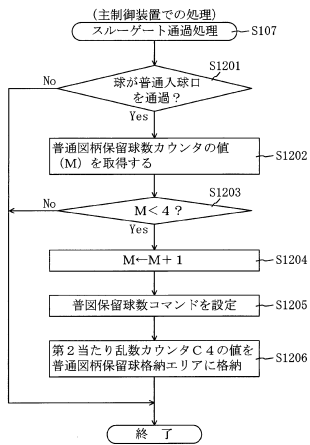 (主制御装置での処理)
スルーゲート通過処理
S107
S1201
No
球が普通入球口
を通過?
Yes
普通図柄保留球数カウンタの値
(M)を取得する
S1202
S1203
No
M<4?
Yes
M←M+1
S1204
普図保留球数コマンドを設定
S1205
第2当たり乱数カウンタC4の値を
普通図柄保留球格納エリアに格納
S1206
終了